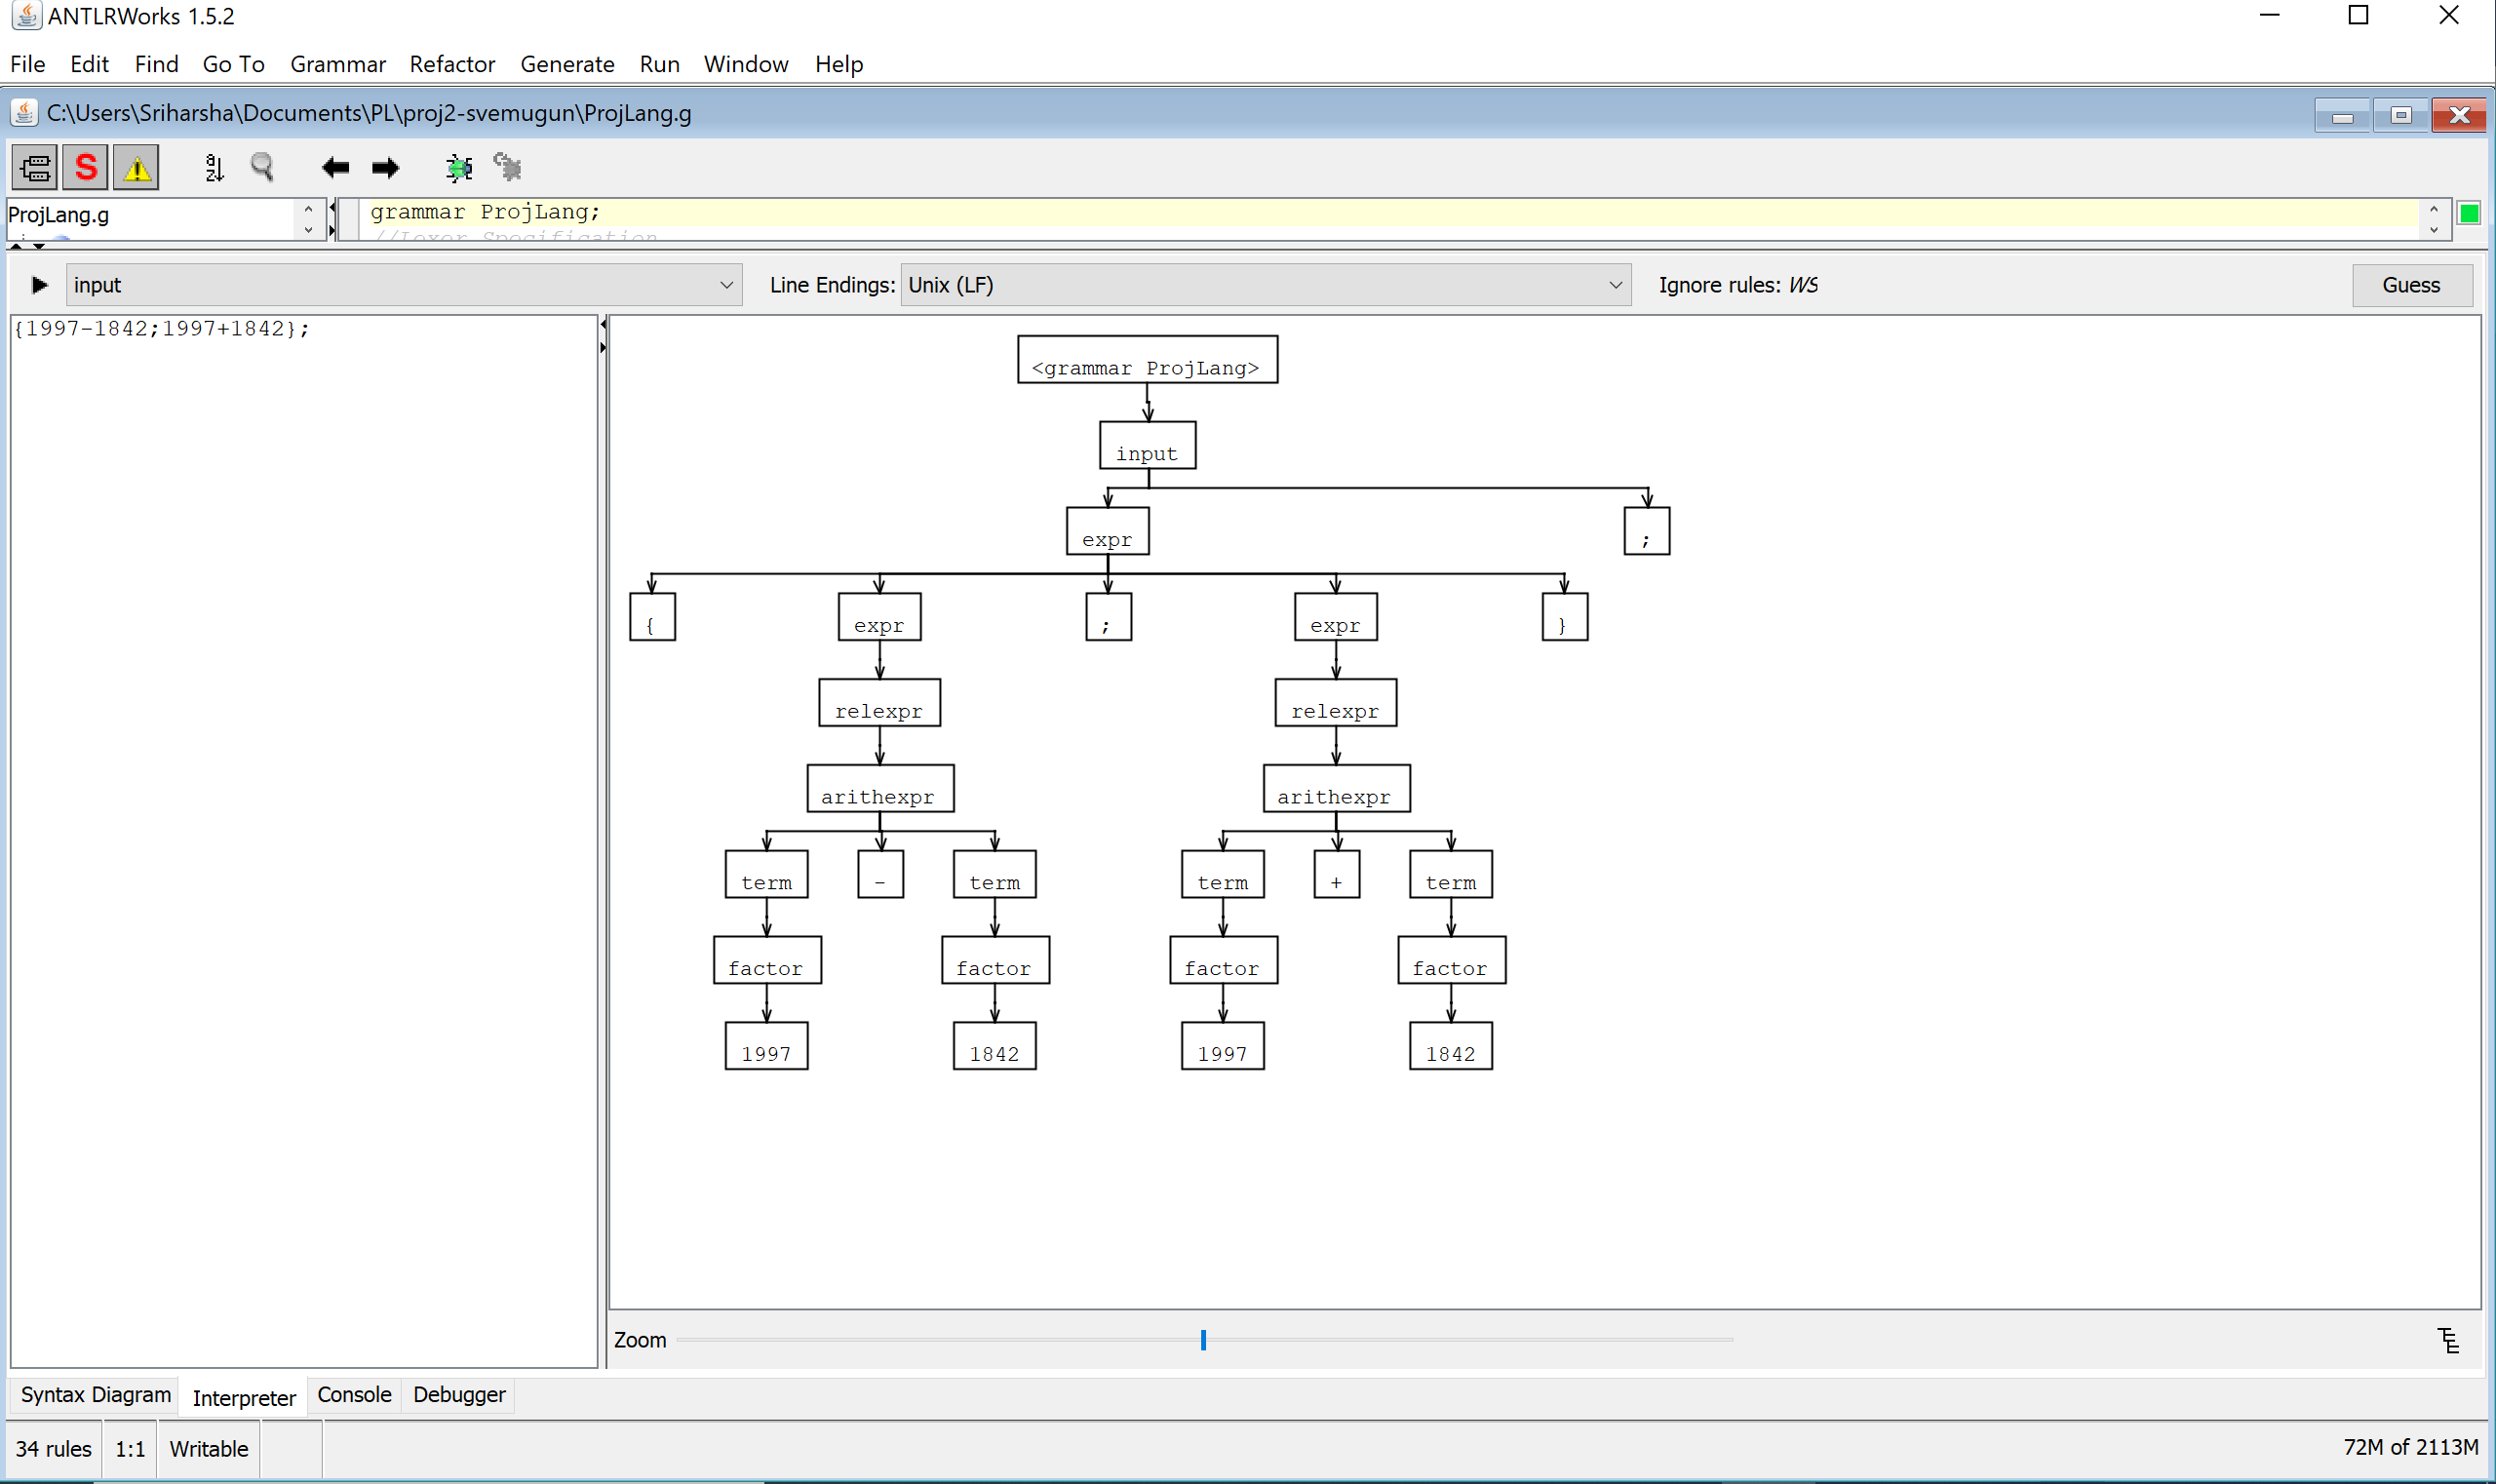 ANTLRWorks 1.5.2
File Edit Find Go To Grammar Refactor Generate Run Window Help
C:\Users\Sriharsha\Documents\PL\proj2-svemugun\ProjLang.g
S
ProjLang.g
grammar ProjLang;
//Lexer Specification
input Line Endings: Unix (LF) Ignore rules: WS Guess
{1997-1842;1997+1842};
<grammar ProjLang>
input
expr ;
{ expr ; expr }
relexpr relexpr
arithexpr arithexpr
term - term term + term
factor factor factor factor
1997 1842 1997 1842
Zoom
Syntax Diagram Interpreter Console Debugger
34 rules 1:1 Writable 72M of 2113M